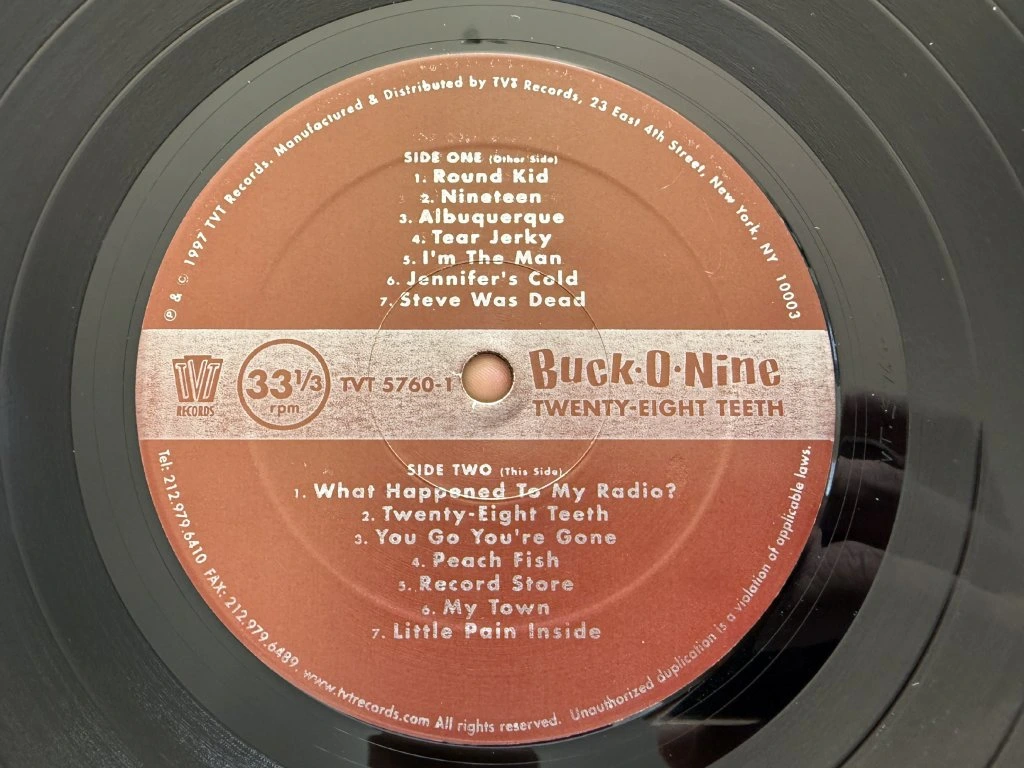 ℗ & © 1997 TVT Records. Manufactured & Distributed by TVT Records, 23 East 4th Street, New York, NY 10003
SIDE ONE (Other Side)
1. Round Kid
2. Nineteen
3. Albuquerque
4. Tear Jerky
5. I'm The Man
6. Jennifer's Cold
7. Steve Was Dead
TVT
RECORDS
33 1/3
rpm
TVT 5760-1
Buck·O·Nine
TWENTY-EIGHT TEETH
SIDE TWO (This Side)
1. What Happened To My Radio?
2. Twenty-Eight Teeth
3. You Go You're Gone
4. Peach Fish
5. Record Store
6. My Town
7. Little Pain Inside
Tel: 212.979.6410 FAX: 212.979.6489. www.tvtrecords.com All rights reserved. Unauthorized duplication is a violation of applicable laws.